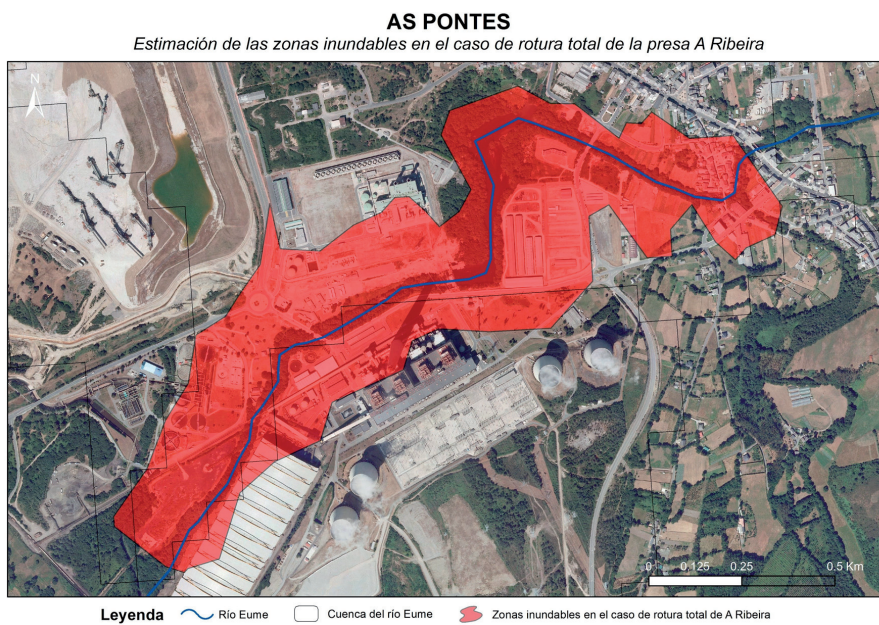 AS PONTES
Estimación de las zonas inundables en el caso de rotura total de la presa A Ribeira
N
0 0.125 0.25 0.5 Km
Leyenda Río Eume Cuenca del río Eume Zonas inundables en el caso de rotura total de A Ribeira